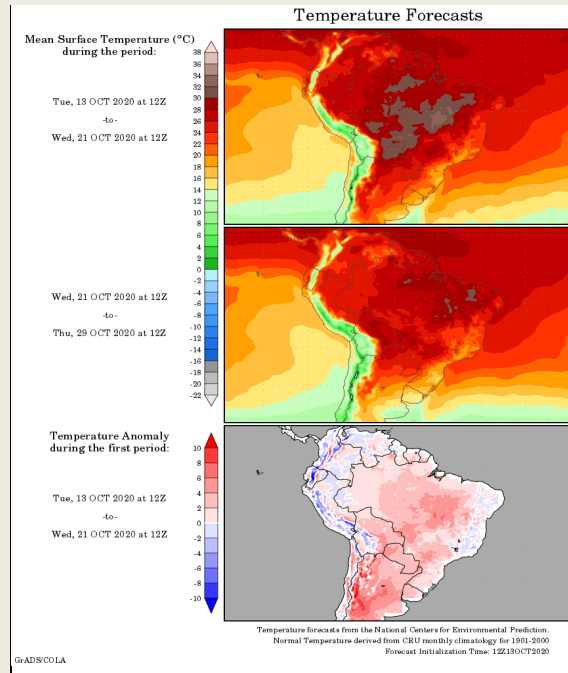 Temperature Forecasts
Mean Surface Temperature (°C)
during the period:
Tue, 13 OCT 2020 at 12Z
-to-
Wed, 21 OCT 2020 at 12Z
38
36
34
32
30
28
26
24
22
20
18
16
14
12
10
8
6
4
2
0
-2
-4
-6
-8
-10
-12
-14
-16
-18
-20
-22
Wed, 21 OCT 2020 at 12Z
-to-
Thu, 29 OCT 2020 at 12Z
Temperature Anomaly
during the first period:
Tue, 13 OCT 2020 at 12Z
-to-
Wed, 21 OCT 2020 at 12Z
10
8
6
4
2
0
-2
-4
-6
-8
-10
Temperature forecasts from the National Centers for Environmental Prediction.
Normal Temperature derived from CRU monthly climatology for 1901-2000
Forecast Initialization Time: 12Z13OCT2020
GrADS/COLA